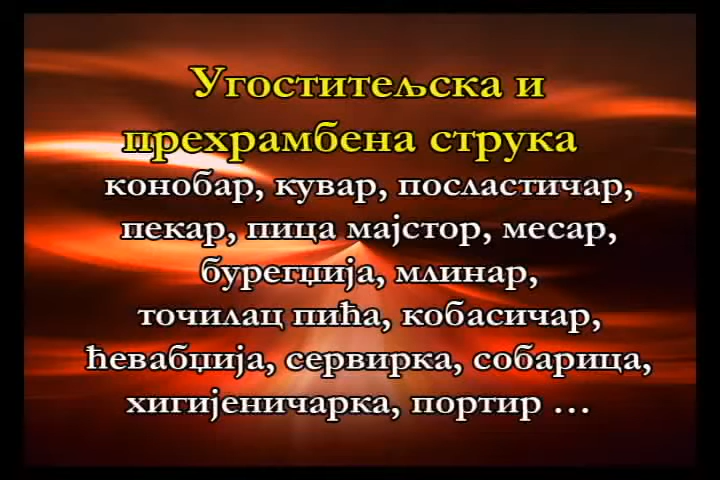 Угоститељска и
прехрамбена струка
конобар, кувар, посластичар,
пекар, пица мајстор, месар,
бурегџија, млинар,
точилац пића, кобасичар,
ћевабџија, сервирка, собарица,
хигијеничарка, портир ...